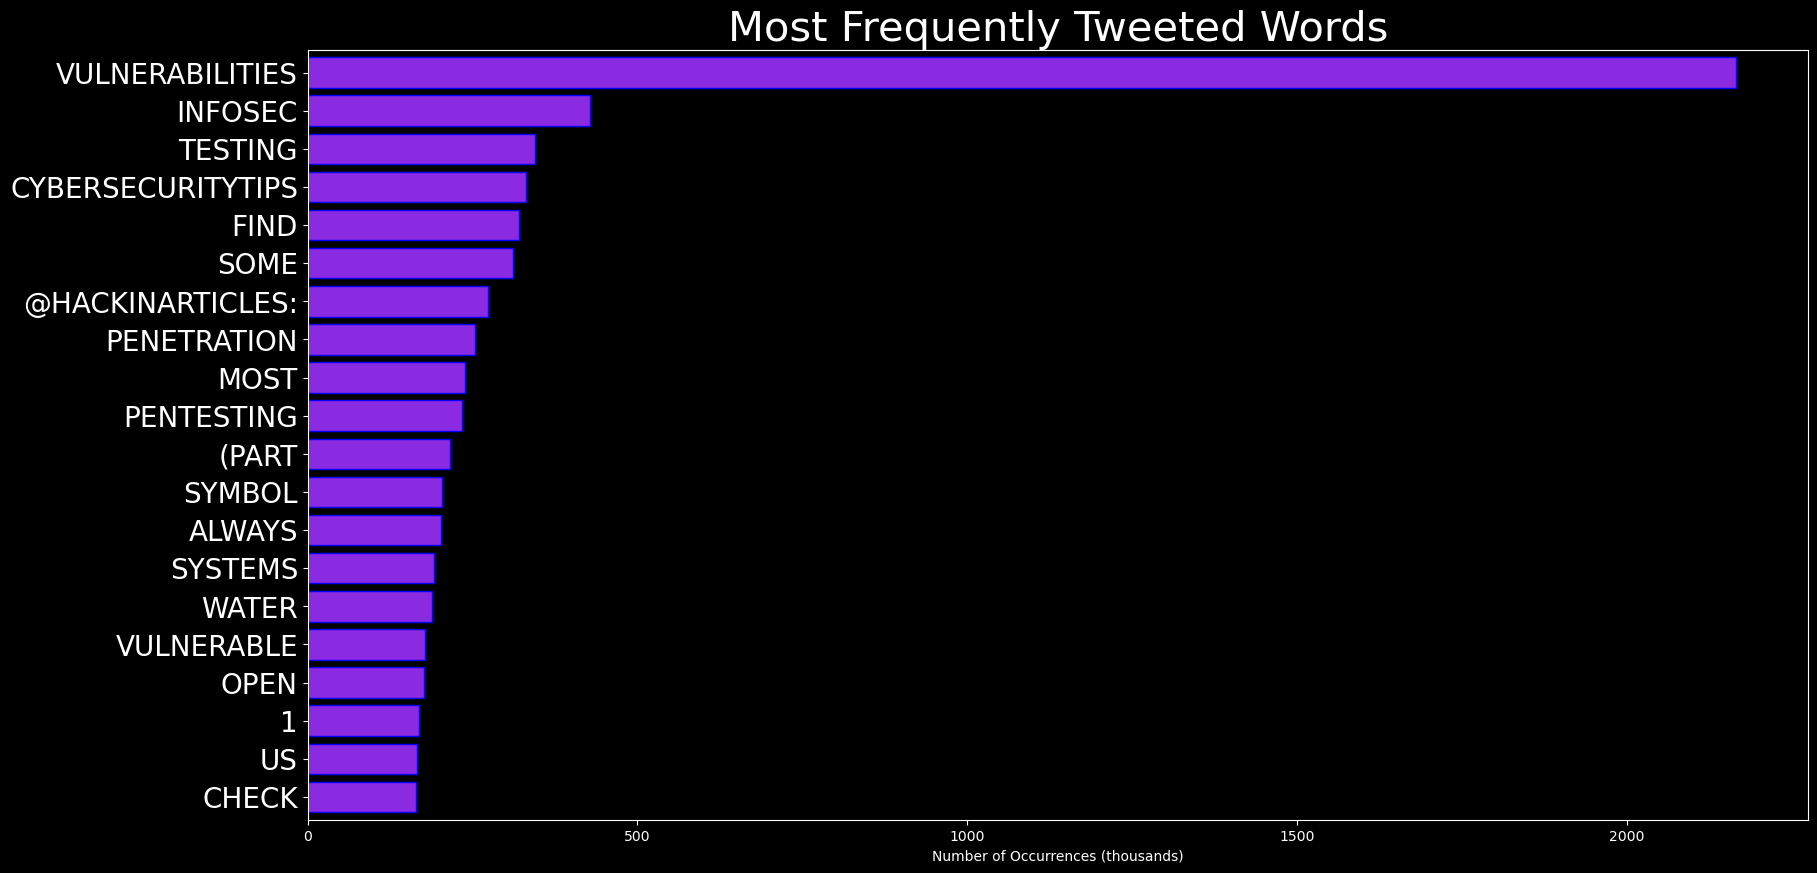 Most Frequently Tweeted Words
VULNERABILITIES
INFOSEC
TESTING
CYBERSECURITYTIPS
FIND
SOME
@HACKINARTICLES:
PENETRATION
MOST
PENTESTING
(PART
SYMBOL
ALWAYS
SYSTEMS
WATER
VULNERABLE
OPEN
1
US
CHECK
0 500 1000 1500 2000
Number of Occurrences (thousands)